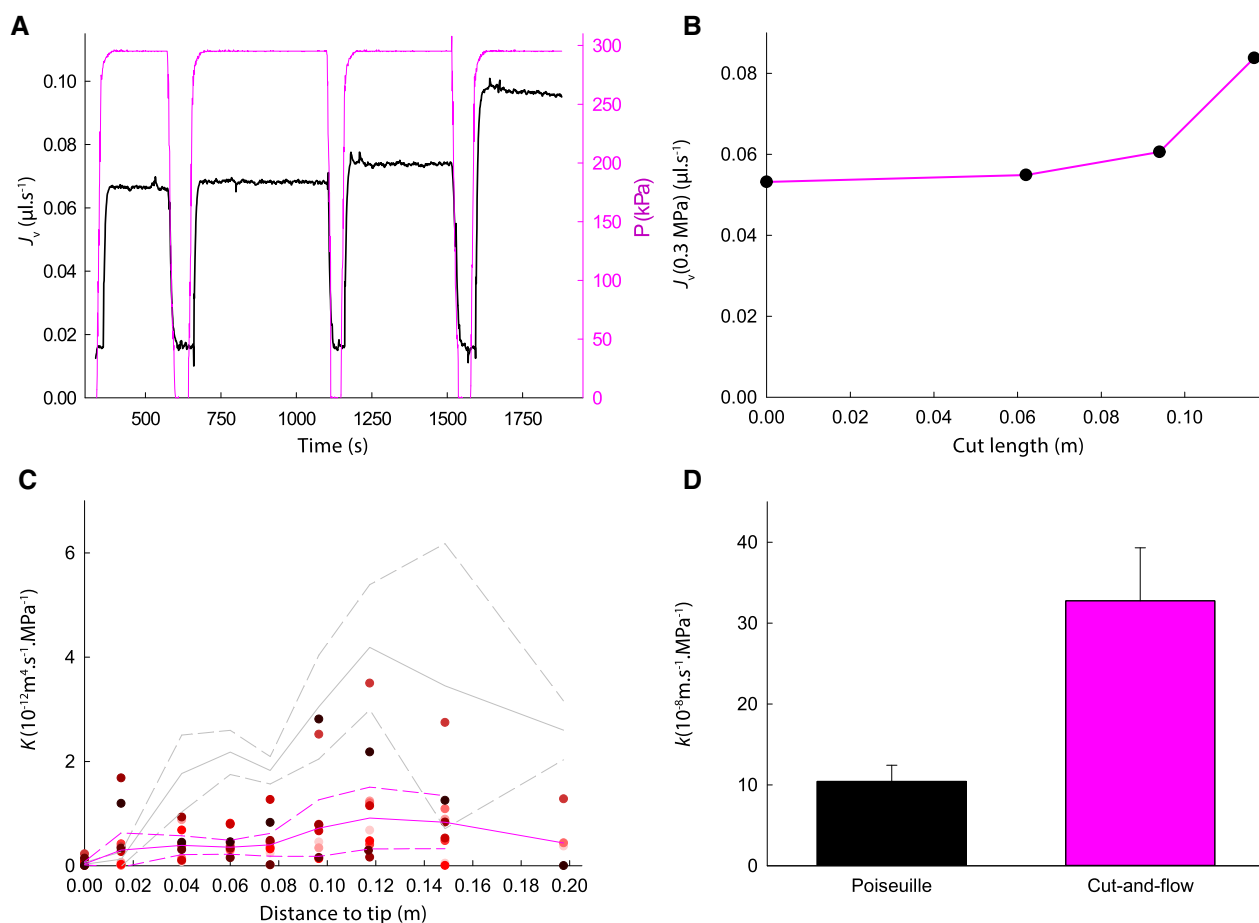 A
Jᵥ (µl.s⁻¹)
0.10
0.08
0.06
0.04
0.02
0.00
500 750 1000 1250 1500 1750
Time (s)
300
250
200
150
100
50
0
P (kPa)
B
Jᵥ(0.3 MPa) (µl.s⁻¹)
0.08
0.06
0.04
0.02
0.00
0.00 0.02 0.04 0.06 0.08 0.10
Cut length (m)
C
K(10⁻¹²m⁴.s⁻¹.MPa⁻¹)
6
4
2
0
0.00 0.02 0.04 0.06 0.08 0.10 0.12 0.14 0.16 0.18 0.20
Distance to tip (m)
D
k(10⁻⁸m.s⁻¹.MPa⁻¹)
40
30
20
10
0
Poiseuille Cut-and-flow